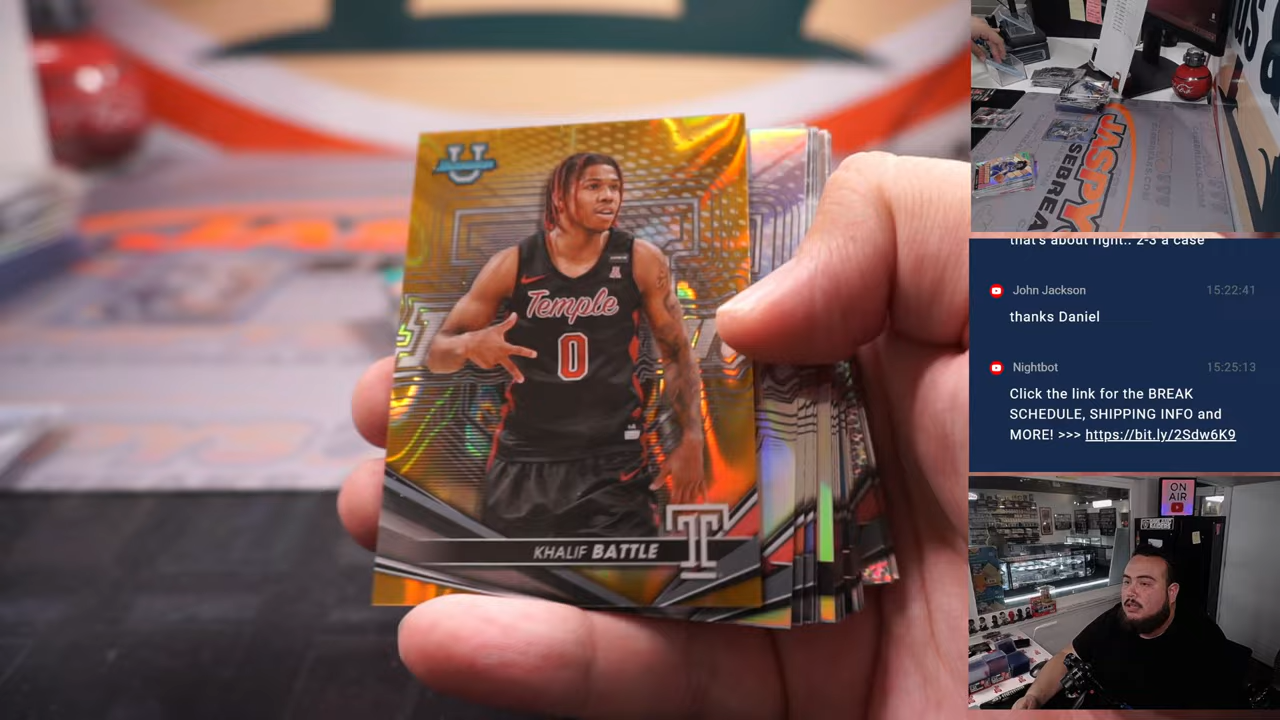 U
Temple
0
KHALIF BATTLE
T
JASPY
SEBREA
ON
AIR
that's about right.. 2-3 a case
John Jackson 15:22:41
thanks Daniel
Nightbot 15:25:13
Click the link for the BREAK
SCHEDULE, SHIPPING INFO and
MORE! >>> https://bit.ly/2Sdw6K9